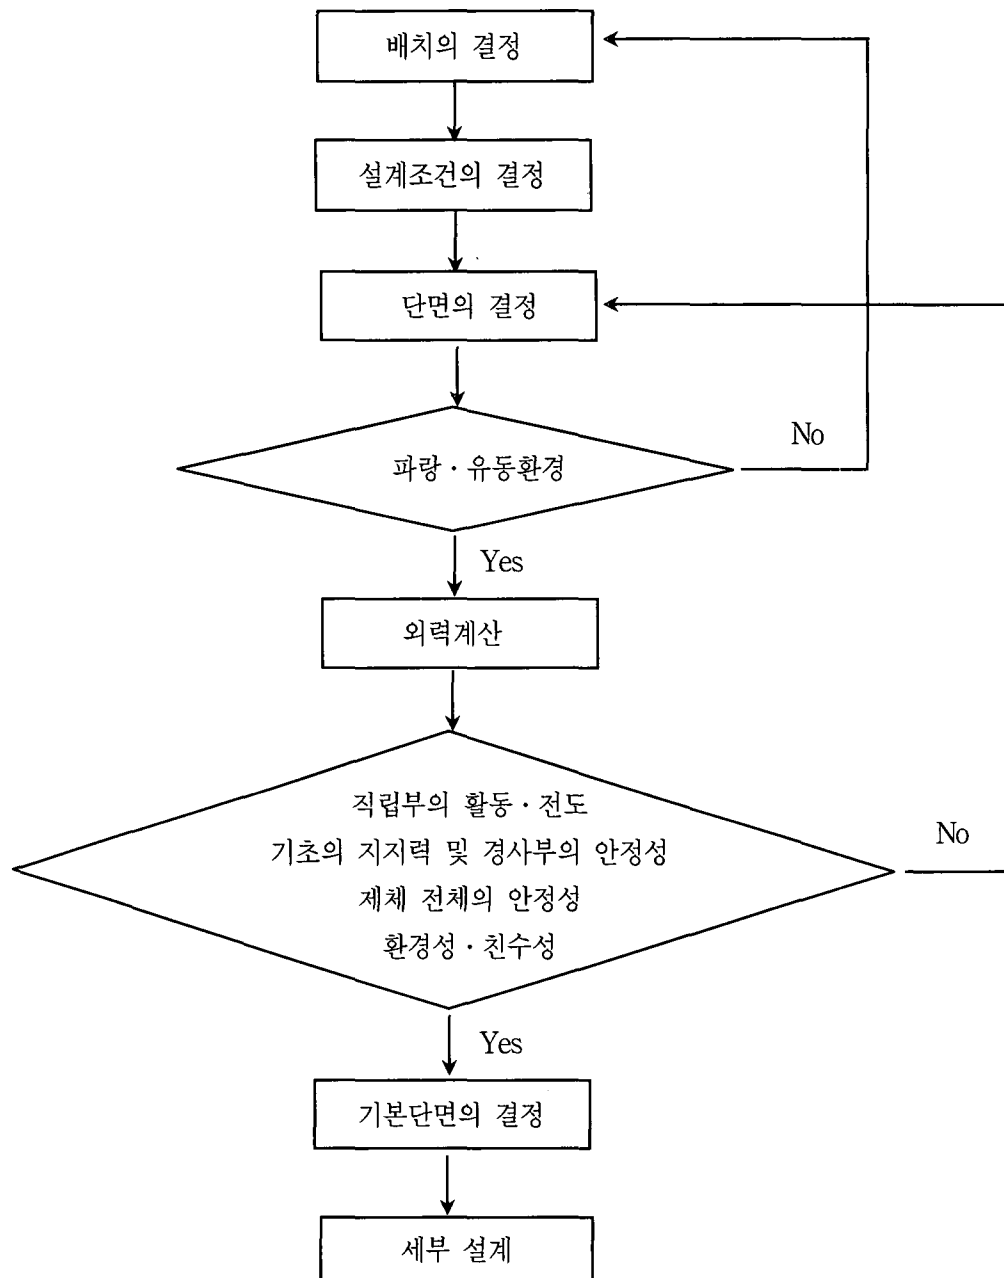 배치의 결정
설계조건의 결정
단면의 결정
파랑·유동환경
No
Yes
외력계산
직립부의 활동·전도
기초의 지지력 및 경사부의 안정성
제체 전체의 안정성
환경성·친수성
No
Yes
기본단면의 결정
세부 설계